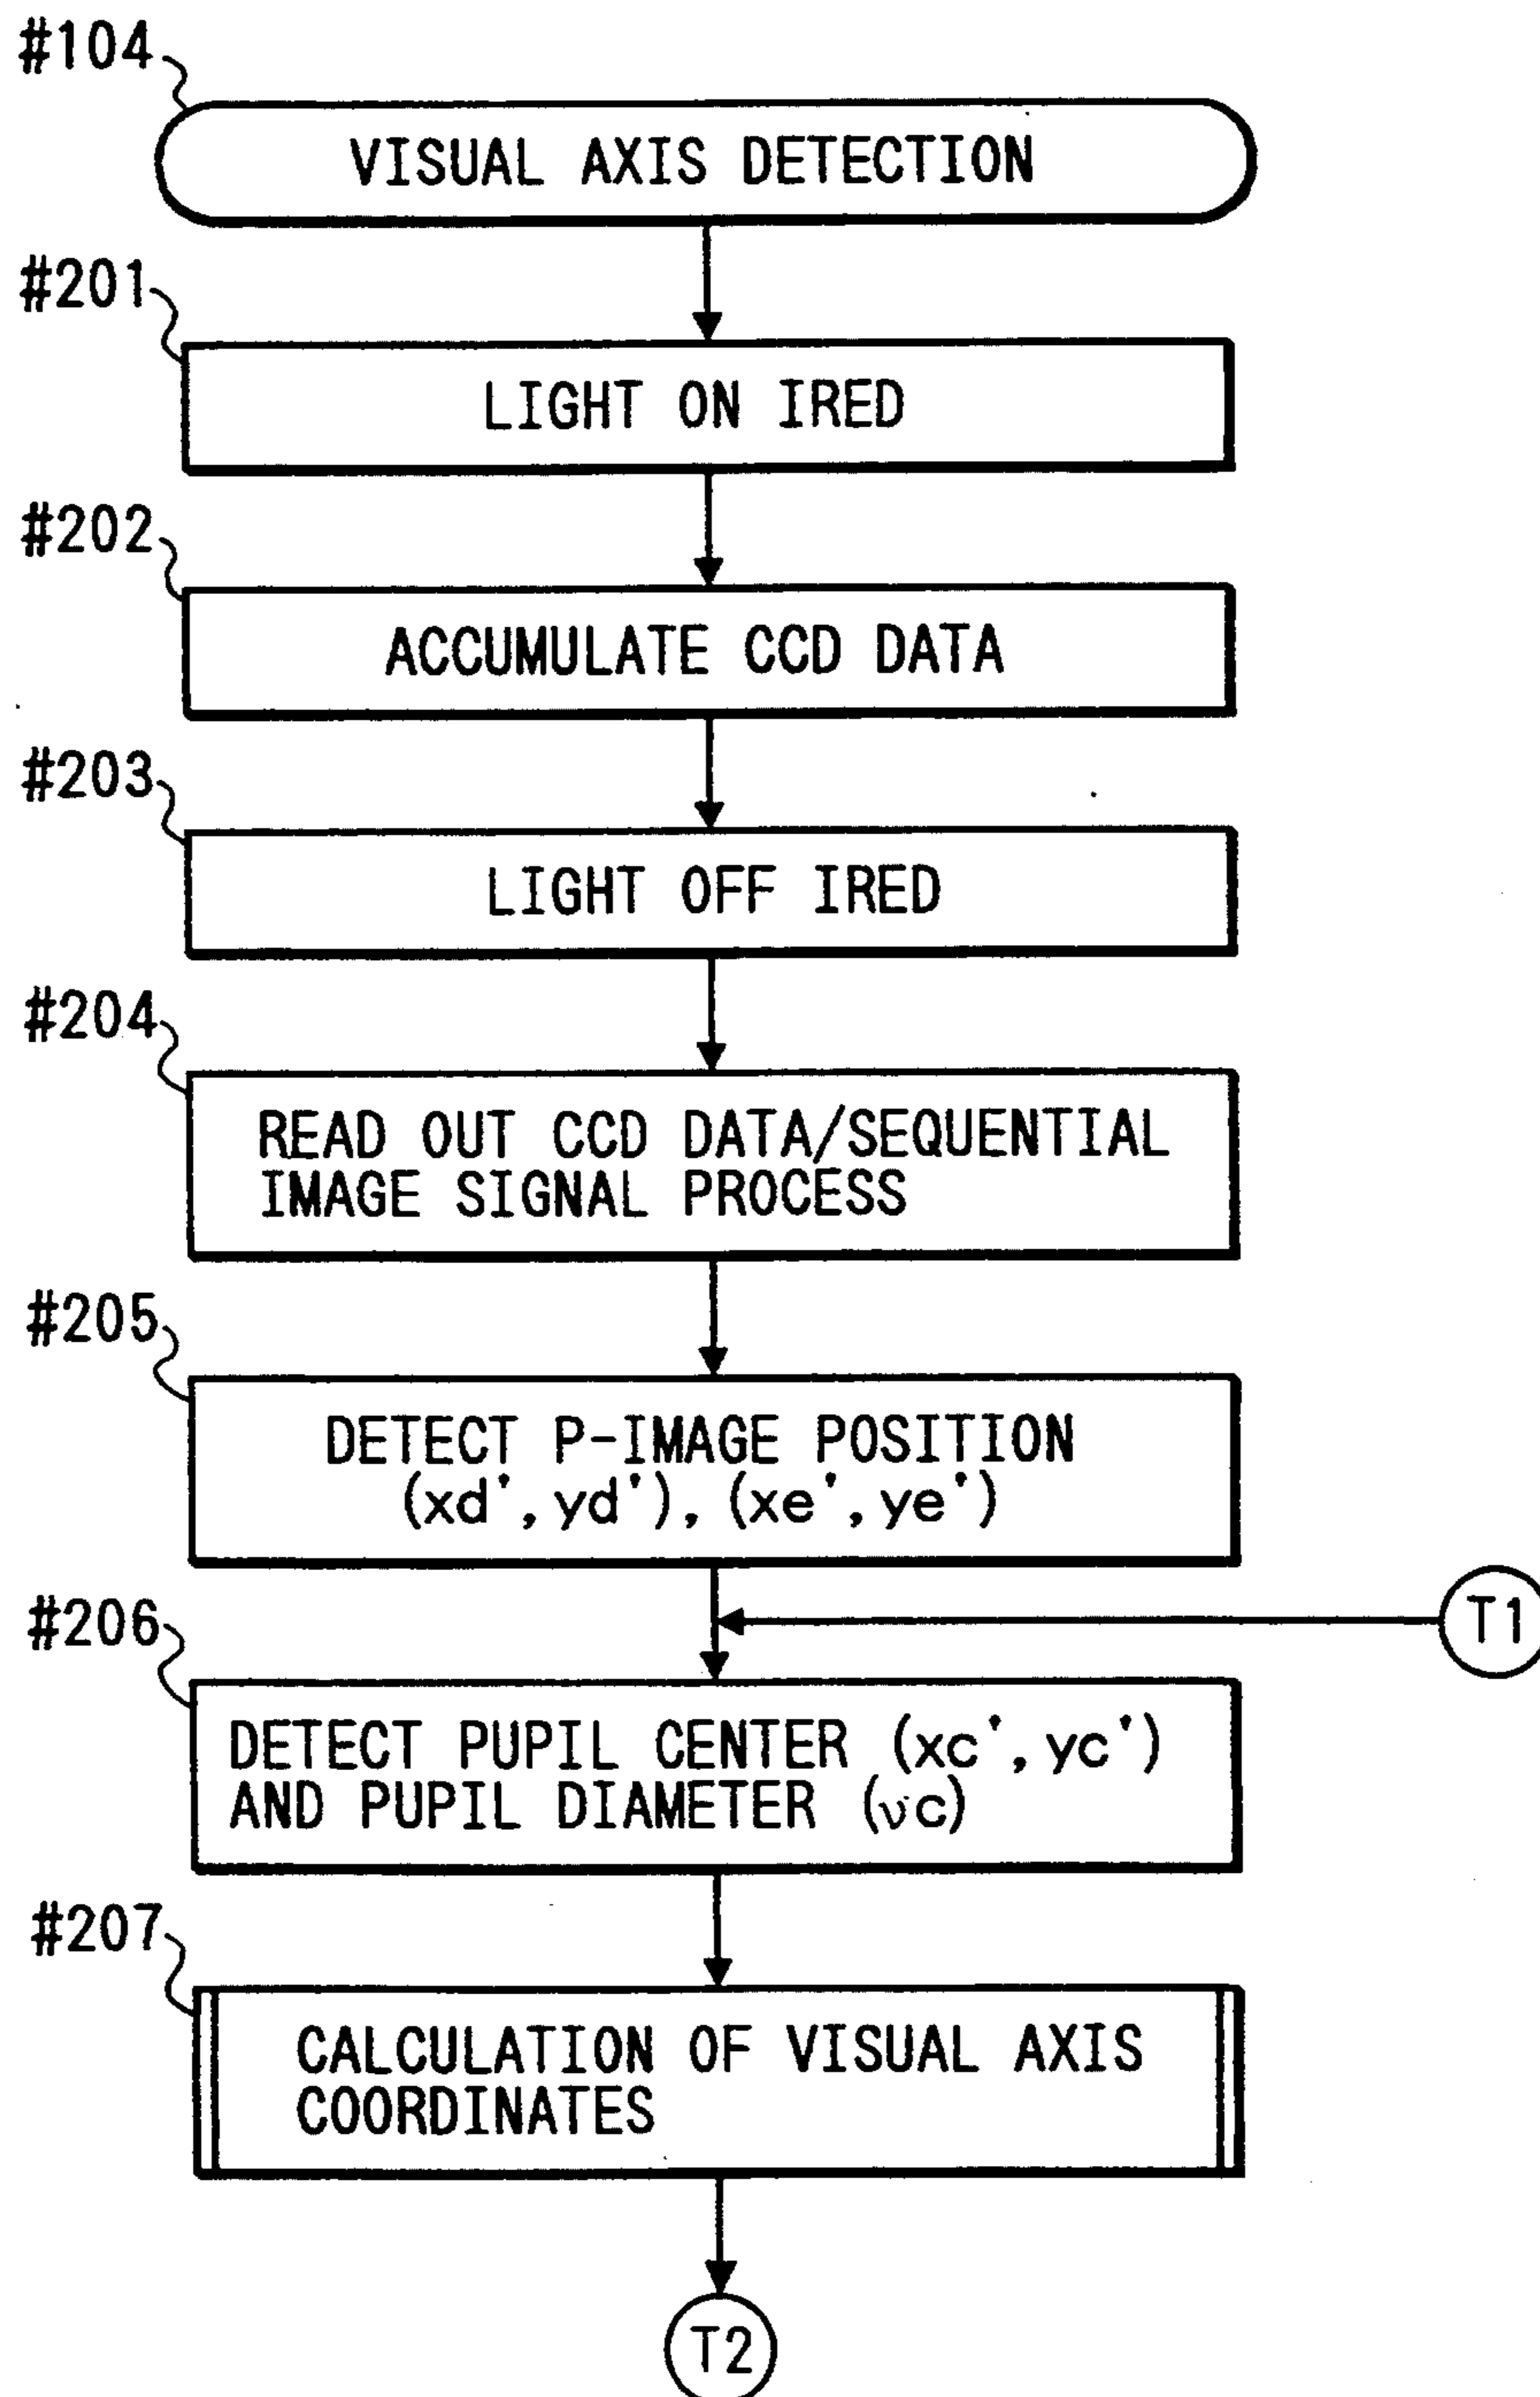 #104
VISUAL AXIS DETECTION
#201
LIGHT ON IRED
#202
ACCUMULATE CCD DATA
#203
LIGHT OFF IRED
#204
READ OUT CCD DATA/SEQUENTIAL
IMAGE SIGNAL PROCESS
#205
DETECT P-IMAGE POSITION
(xd',yd'),(xe',ye')
T1
#206
DETECT PUPIL CENTER (xc',yc')
AND PUPIL DIAMETER (νc)
#207
CALCULATION OF VISUAL AXIS
COORDINATES
T2